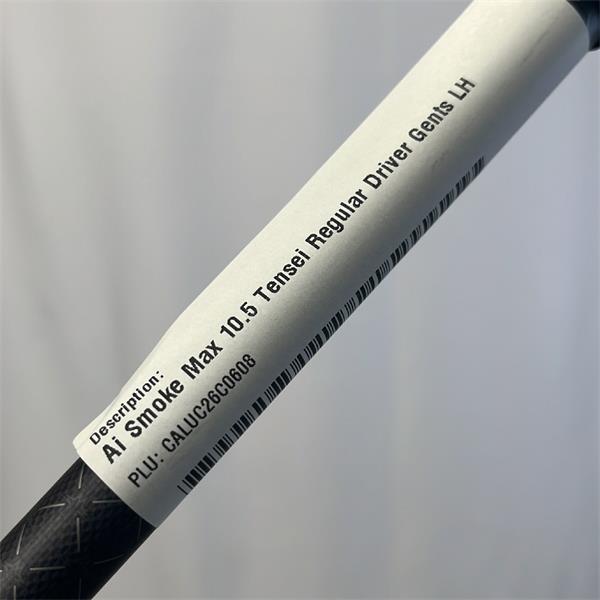 Description:
Ai Smoke Max 10.5 Tensei Regular Driver Gents LH
PLU: CALUC26C0608